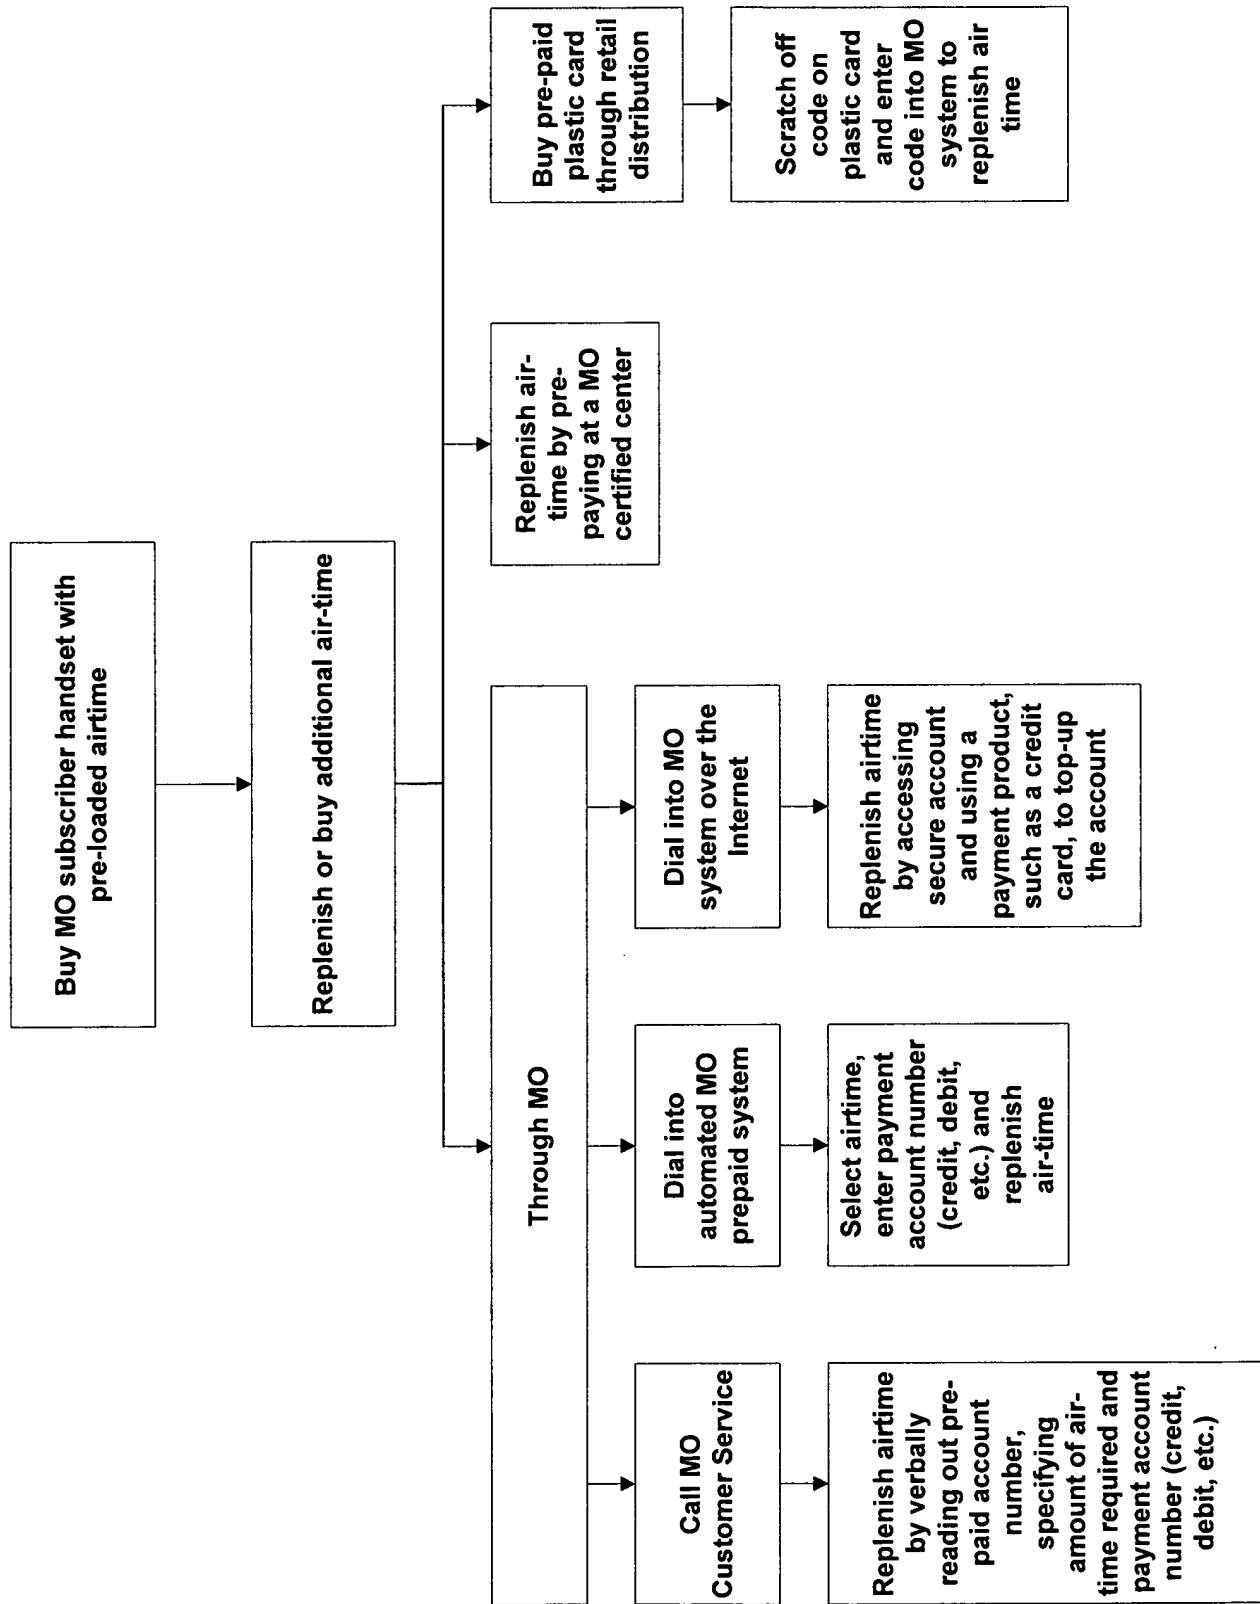 Buy MO subscriber handset with
pre-loaded airtime
Replenish or buy additional air-time
Through MO
Replenish air-
time by pre-
paying at a MO
certified center
Buy pre-paid
plastic card
through retail
distribution
Call MO
Customer Service
Dial into
automated MO
prepaid system
Dial into MO
system over the
Internet
Scratch off
code on
plastic card
and enter
code into MO
system to
replenish air
time
Replenish airtime
by verbally
reading out pre-
paid account
number,
specifying
amount of air-
time required and
payment account
number (credit,
debit, etc.)
Select airtime,
enter payment
account number
(credit, debit,
etc.) and
replenish
air-time
Replenish airtime
by accessing
secure account
and using a
payment product,
such as a credit
card, to top-up
the account